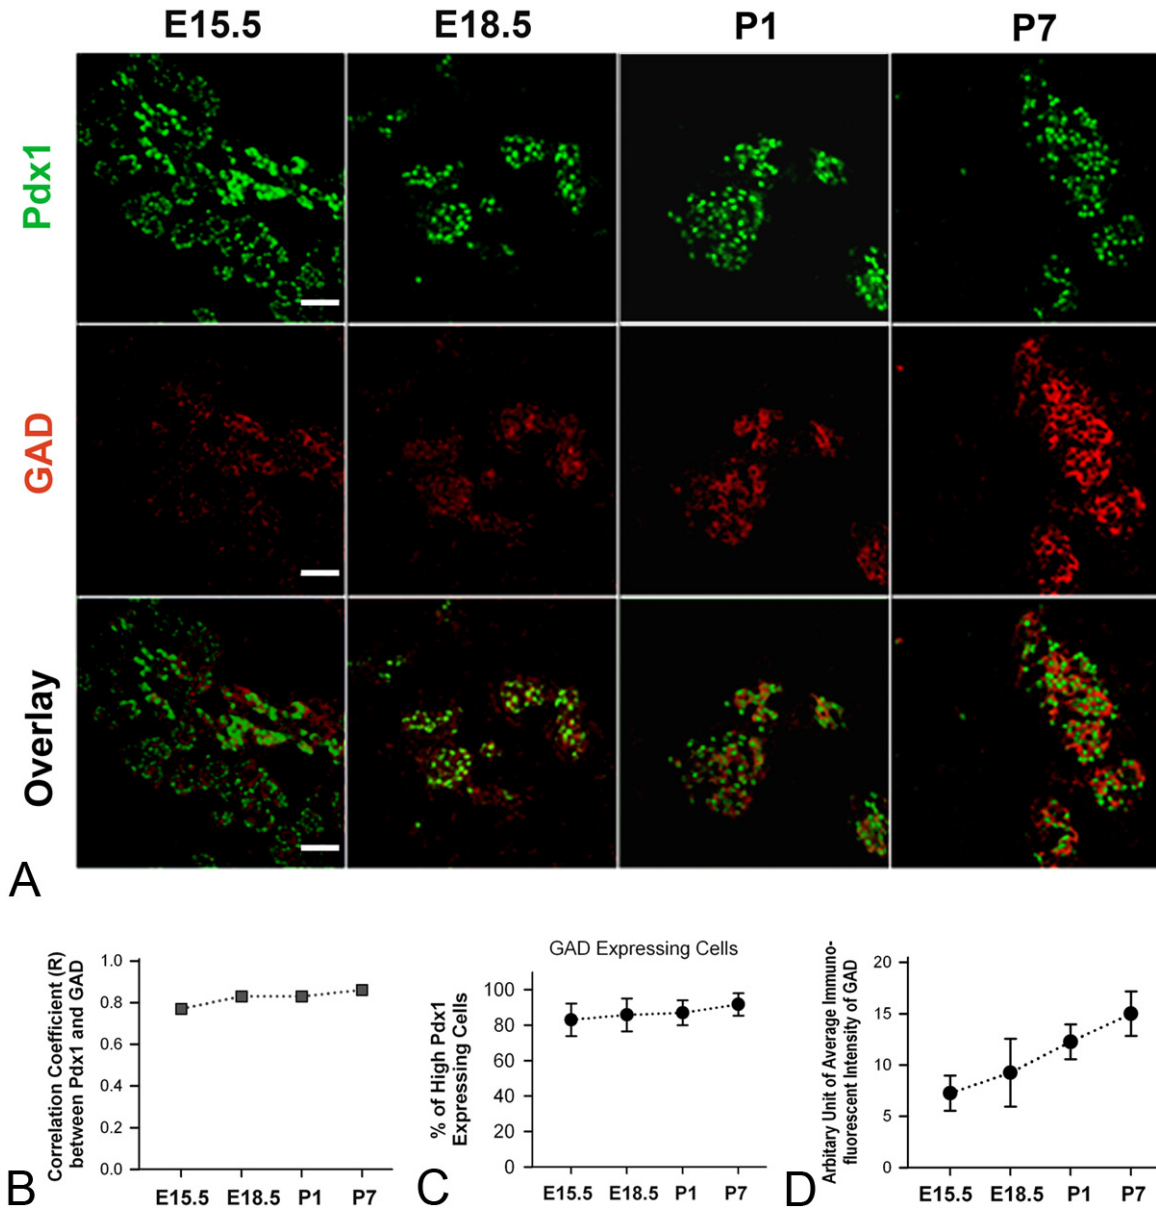 E15.5 E18.5 P1 P7
Pdx1
GAD
Overlay
A
Correlation Coefficient (R)
between Pdx1 and GAD
1.0
0.8
0.6
0.4
0.2
0.0
E15.5 E18.5 P1 P7
B
GAD Expressing Cells
% of High Pdx1
Expressing Cells
100
80
60
40
20
0
E15.5 E18.5 P1 P7
C
Arbitary Unit of Average Immuno-
fluorescent Intensity of GAD
20
15
10
5
0
E15.5 E18.5 P1 P7
D